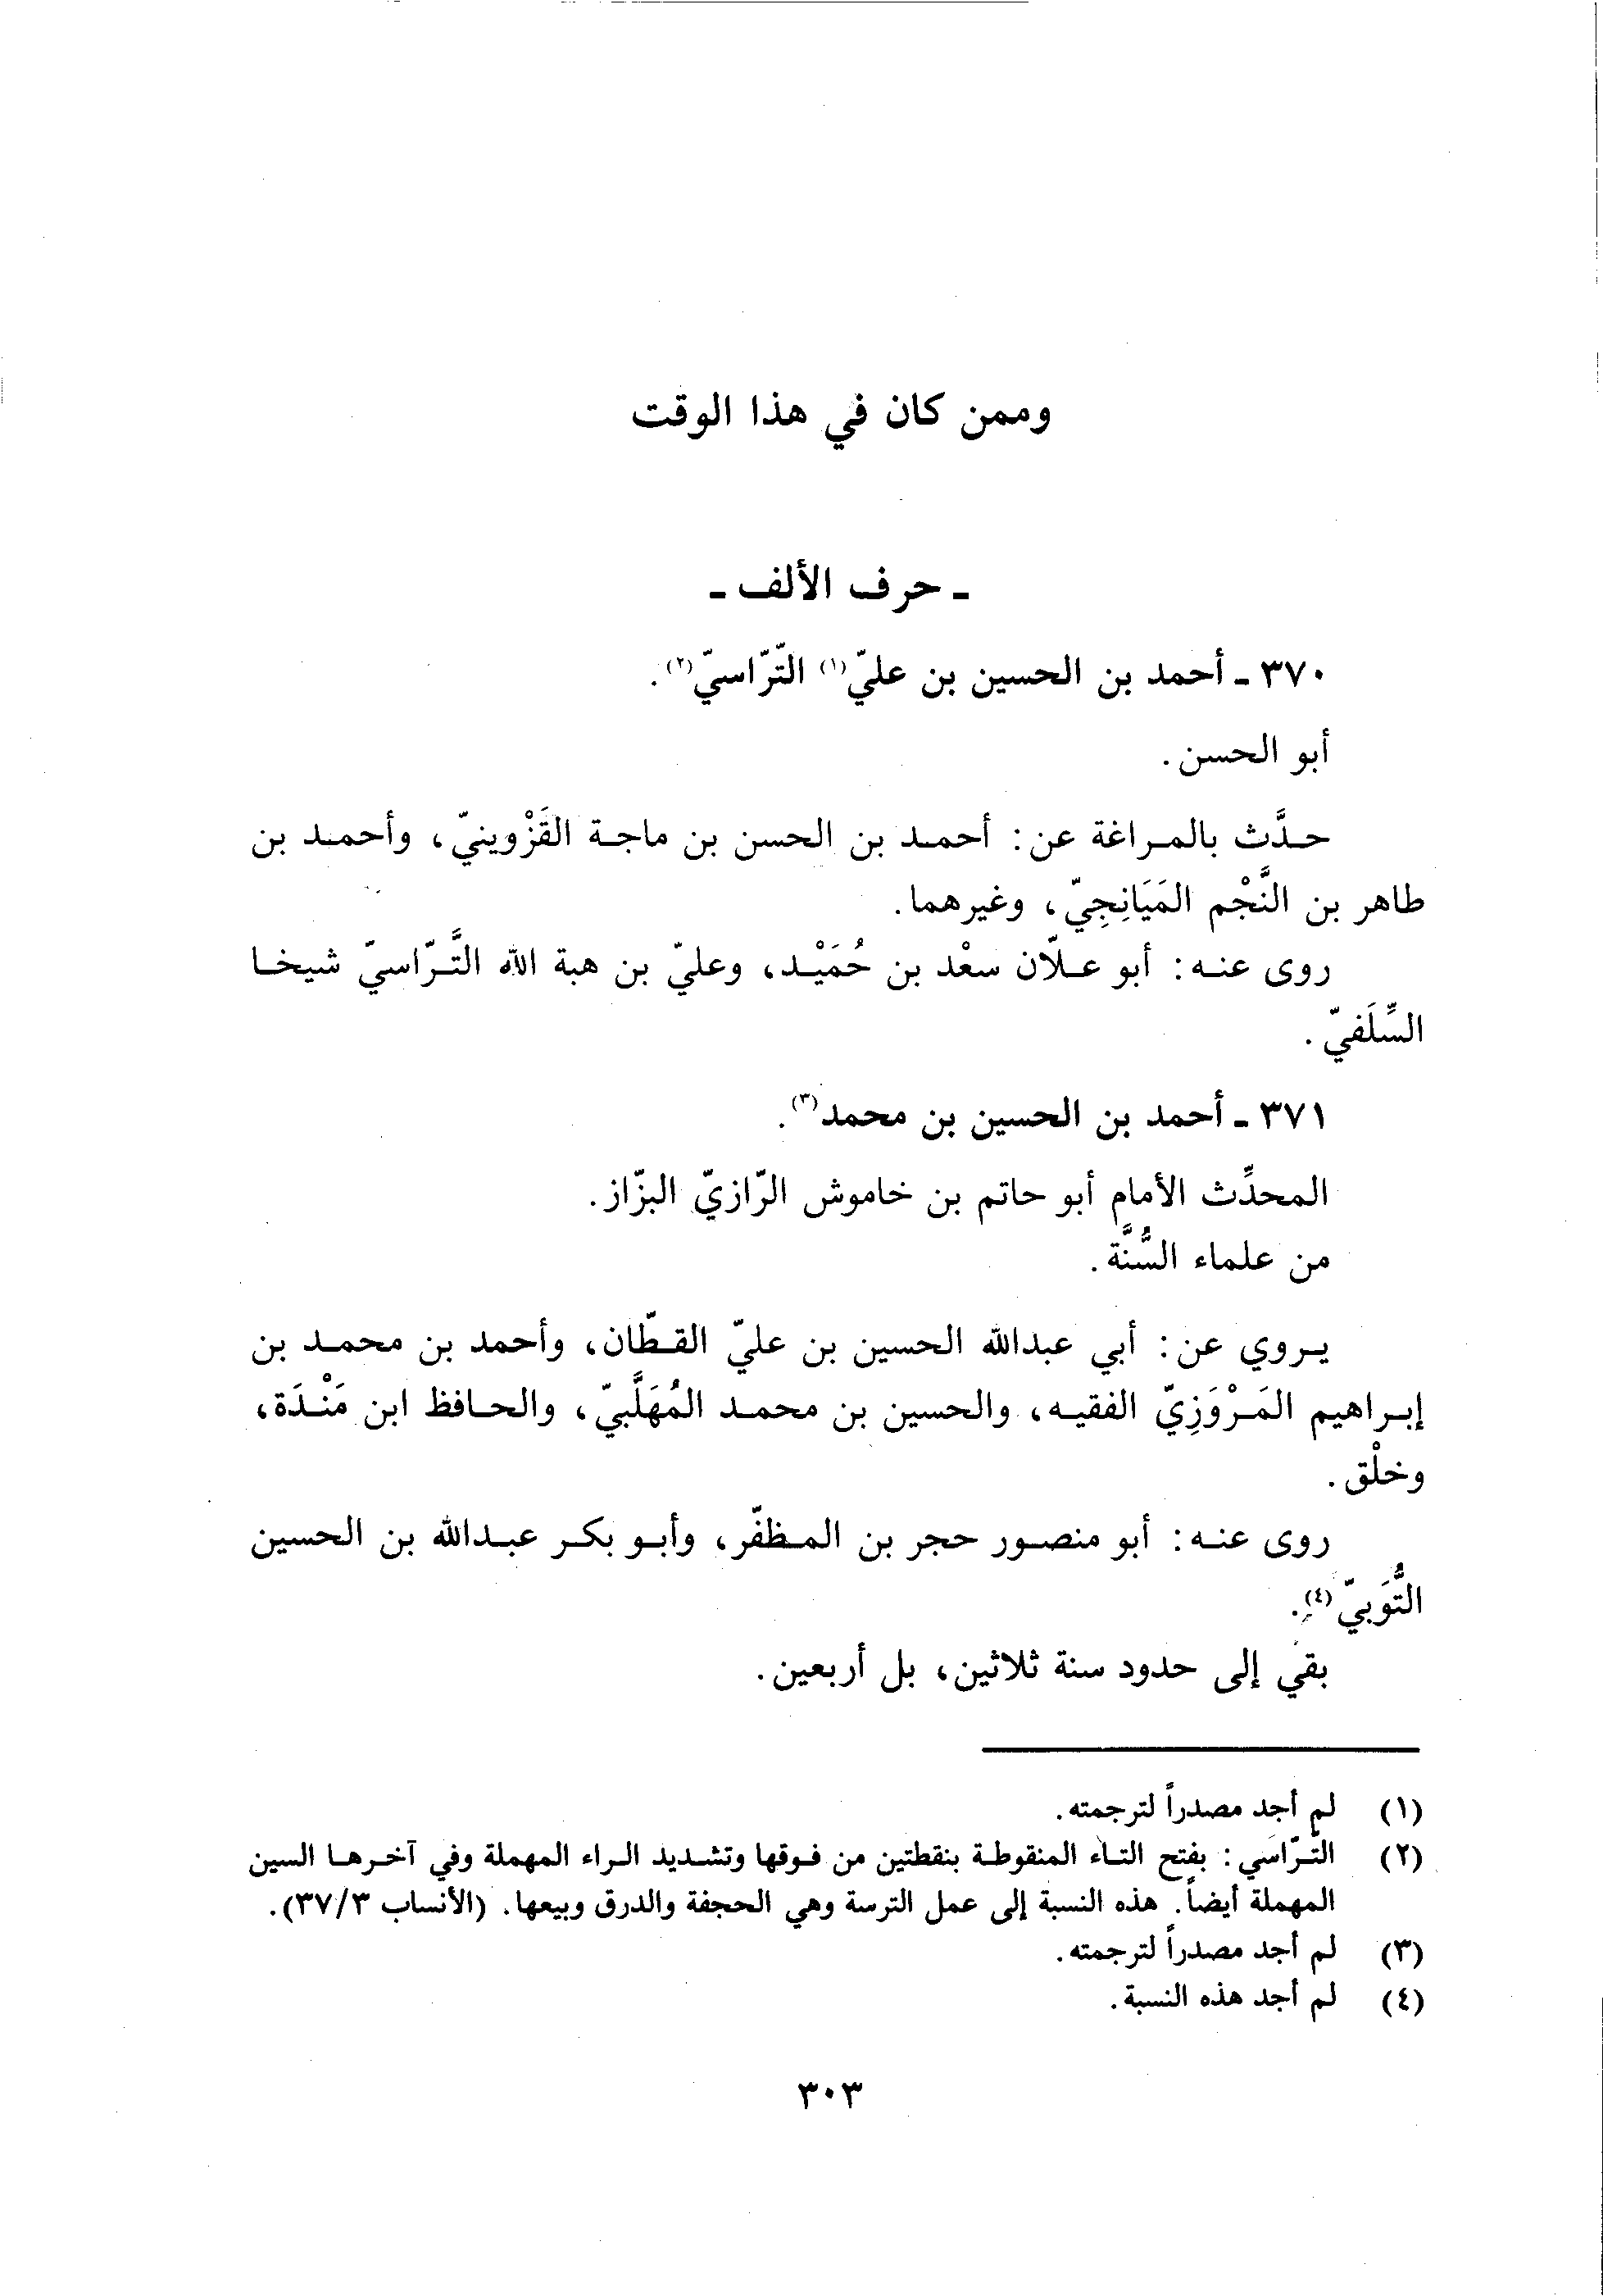 وممن كان في هذا الوقت
ـ حرف الألف ـ
٣٧٠ ـ أحمد بن الحسين بن عليّ(١) التّرّاسيّ(٢).
أبو الحسن.
حدَّث بالمراغة عن: أحمد بن الحسن بن ماجة القَزْوينيّ، وأحمد بن
طاهر بن النَّجْم المَيَانِجِيّ، وغيرهما.
روى عنه: أبو علّان سعْد بن حُمَيْد، وعليّ بن هبة الله التَّرّاسيّ شيخا
السِّلَفيّ.
٣٧١ ـ أحمد بن الحسين بن محمد(٣).
المحدِّث الأمام أبو حاتم بن خاموش الرّازيّ البزّاز.
من علماء السُّنَّة.
يروي عن: أبي عبدالله الحسين بن عليّ القطّان، وأحمد بن محمد بن
إبراهيم المَرْوَزِيّ الفقيه، والحسين بن محمد المُهَلَّبيّ، والحافظ ابن مَنْدَة،
وخلْق.
روى عنه: أبو منصور حجر بن المظفّر، وأبو بكر عبدالله بن الحسين
التُّوَبيّ(٤).
بقي إلى حدود سنة ثلاثين، بل أربعين.
(١) لم أجد مصدراً لترجمته.
(٢) التّرّاسَي: بفتح التاء المنقوطة بنقطتين من فوقها وتشديد الراء المهملة وفي آخرها السين
المهملة أيضاً. هذه النسبة إلى عمل الترسة وهي الحجفة والدرق وبيعها. (الأنساب ٣٧/٣).
(٣) لم أجد مصدراً لترجمته.
(٤) لم أجد هذه النسبة.
٣٠٣